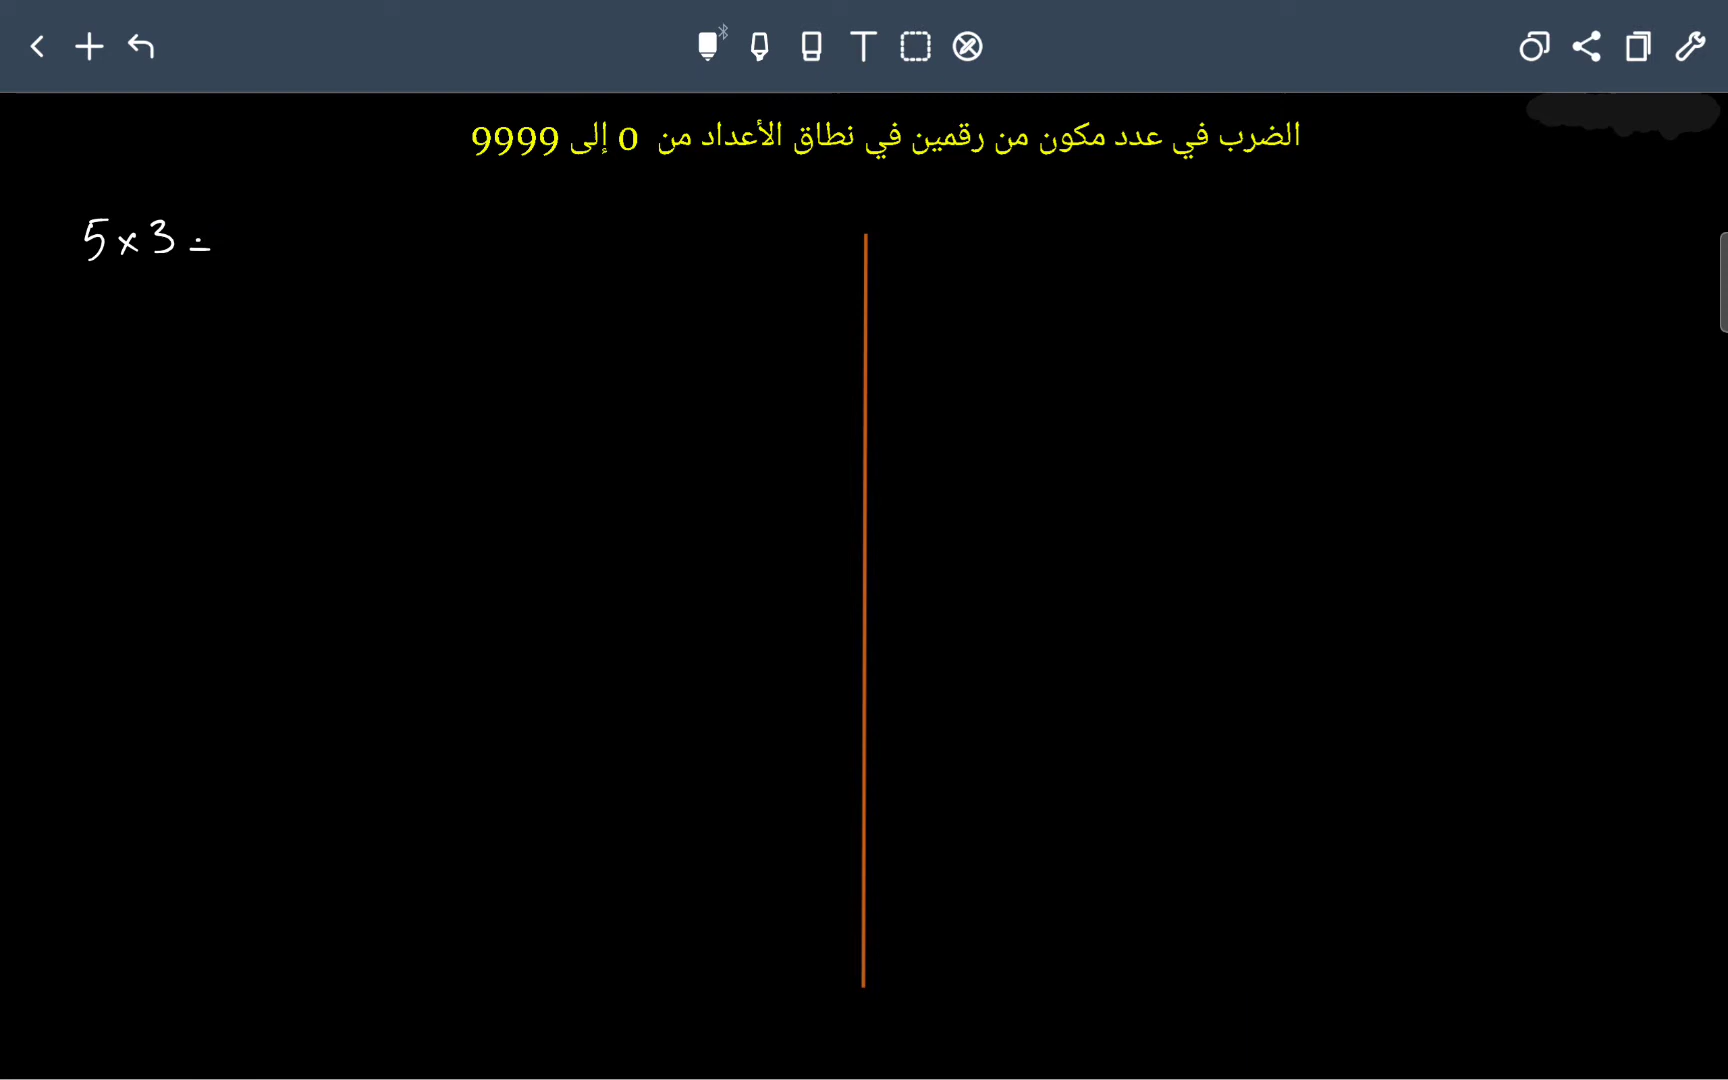 الضرب في عدد مكون من رقمين في نطاق الأعداد من 0 إلى 9999
5 × 3 =